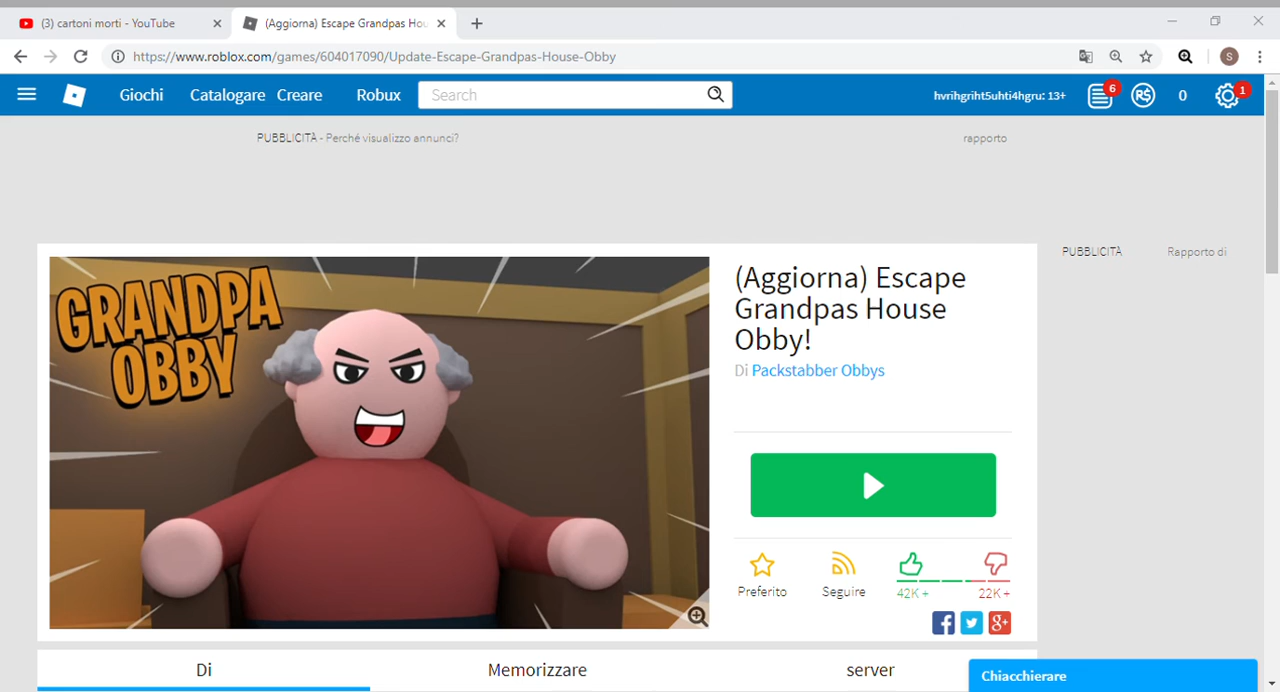 (3) cartoni morti - YouTube
(Aggiorna) Escape Grandpas Hou
https://www.roblox.com/games/604017090/Update-Escape-Grandpas-House-Obby
S
Giochi Catalogare Creare Robux Search hvrihgriht5uhti4hgru: 13+ 6 R$ 0 1
PUBBLICITÀ - Perché visualizzo annunci? rapporto
PUBBLICITÀ Rapporto di
GRANDPA
OBBY
(Aggiorna) Escape
Grandpas House
Obby!
Di Packstabber Obbys
Preferito Seguire 42K + 22K +
f g+
Di Memorizzare server
Chiacchierare